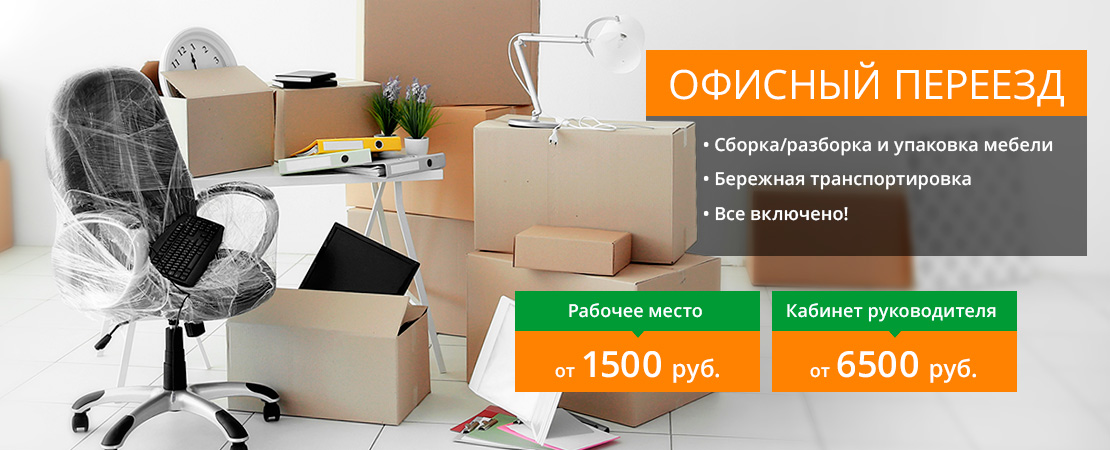 ОФИСНЫЙ ПЕРЕЕЗД
• Сборка/разборка и упаковка мебели
• Бережная транспортировка
• Все включено!
Рабочее место
от 1500 руб.
Кабинет руководителя
от 6500 руб.